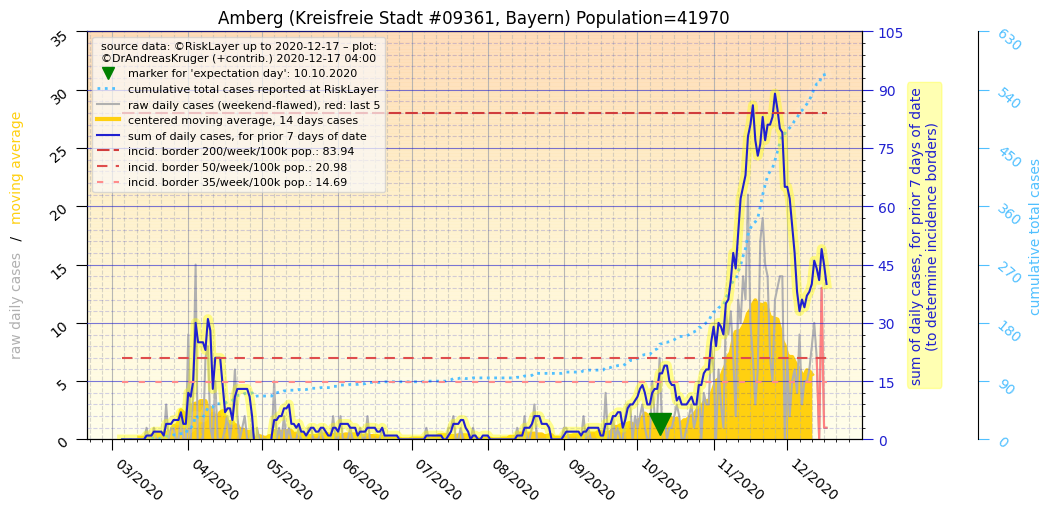 Amberg (Kreisfreie Stadt #09361, Bayern) Population=41970
source data: ©RiskLayer up to 2020-12-17 – plot:
©DrAndreasKruger (+contrib.) 2020-12-17 04:00
marker for 'expectation day': 10.10.2020
cumulative total cases reported at RiskLayer
raw daily cases (weekend-flawed), red: last 5
centered moving average, 14 days cases
sum of daily cases, for prior 7 days of date
incid. border 200/week/100k pop.: 83.94
incid. border 50/week/100k pop.: 20.98
incid. border 35/week/100k pop.: 14.69
raw daily cases / moving average
35
30
25
20
15
10
5
0
03/2020
04/2020
05/2020
06/2020
07/2020
08/2020
09/2020
10/2020
11/2020
12/2020
105
90
75
60
45
30
15
0
sum of daily cases, for prior 7 days of date
(to determine incidence borders)
630
540
450
360
270
180
90
0
cumulative total cases